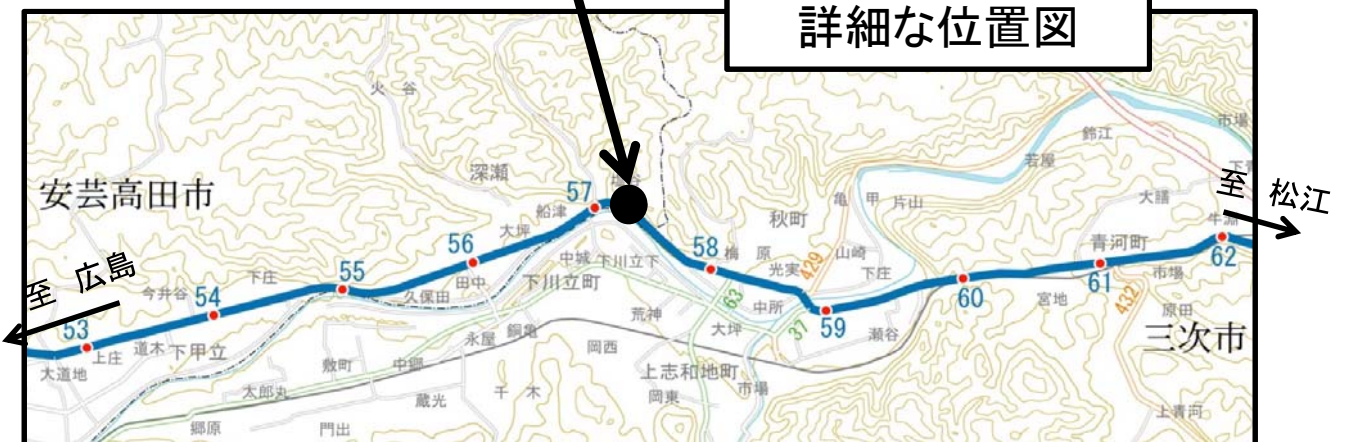 詳細な位置図
火 谷
鈴江
市場
深瀬
若屋
安芸高田市
57
船津
秋町
亀 甲 片山
大膳
至 松江
大坪
牛淵
56
58
梅 原
山崎
青河町
62
中城
下川立下
光実
429
下庄
61
市場
至 広島
下庄
55
田中
下川立町
63
60
今井谷
54
久保田
中所
宮地
432
原田
53
荒神
大坪
37
59
瀬谷
三次市
上庄
道木
下甲立
永屋
銅亀
岡西
大道地
敷町
中郷
上志和地町
太郎丸
千 木
岡東
市場
蔵光
上青河
郷原
門出